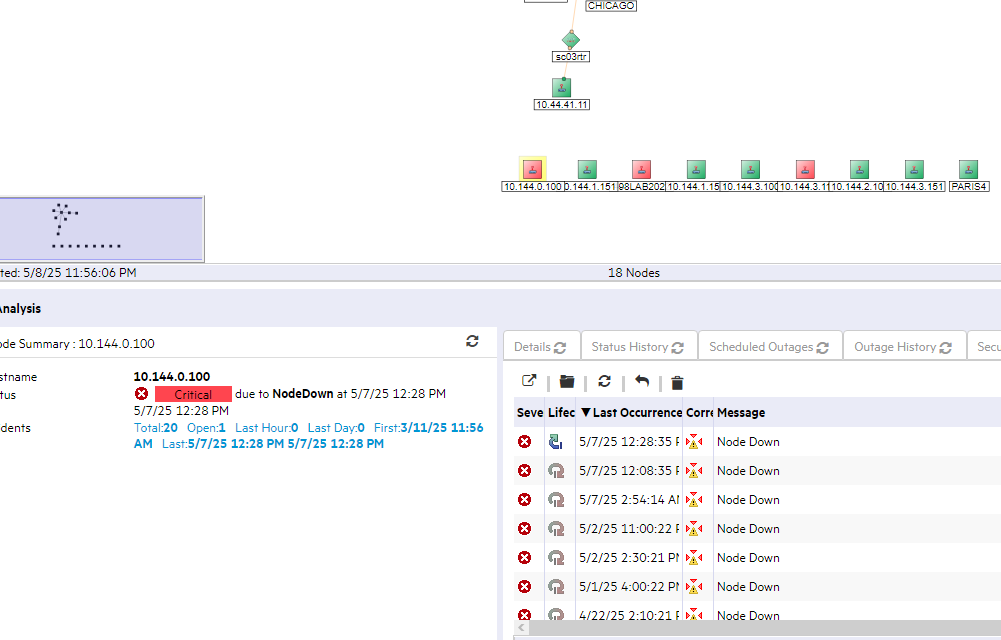 CHICAGO
sc03rtr
10.44.41.11
10.144.0.100 0.144.1.151 98LAB202 10.144.1.15 10.144.3.100 10.144.3.11 10.144.2.10 10.144.3.151 PARIS4
ted: 5/8/25 11:56:06 PM 18 Nodes
Analysis
ode Summary : 10.144.0.100
Details Status History Scheduled Outages Outage History Secu
stname 10.144.0.100
tus Critical due to NodeDown at 5/7/25 12:28 PM
5/7/25 12:28 PM
idents Total:20 Open:1 Last Hour:0 Last Day:0 First:3/11/25 11:56
AM Last:5/7/25 12:28 PM 5/7/25 12:28 PM
Seve Lifec ▼Last Occurrence Corre Message
5/7/25 12:28:35 P Node Down
5/7/25 12:08:35 P Node Down
5/7/25 2:54:14 AM Node Down
5/2/25 11:00:22 P Node Down
5/2/25 2:30:21 PM Node Down
5/1/25 4:00:22 PM Node Down
4/22/25 2:10:21 P Node Down